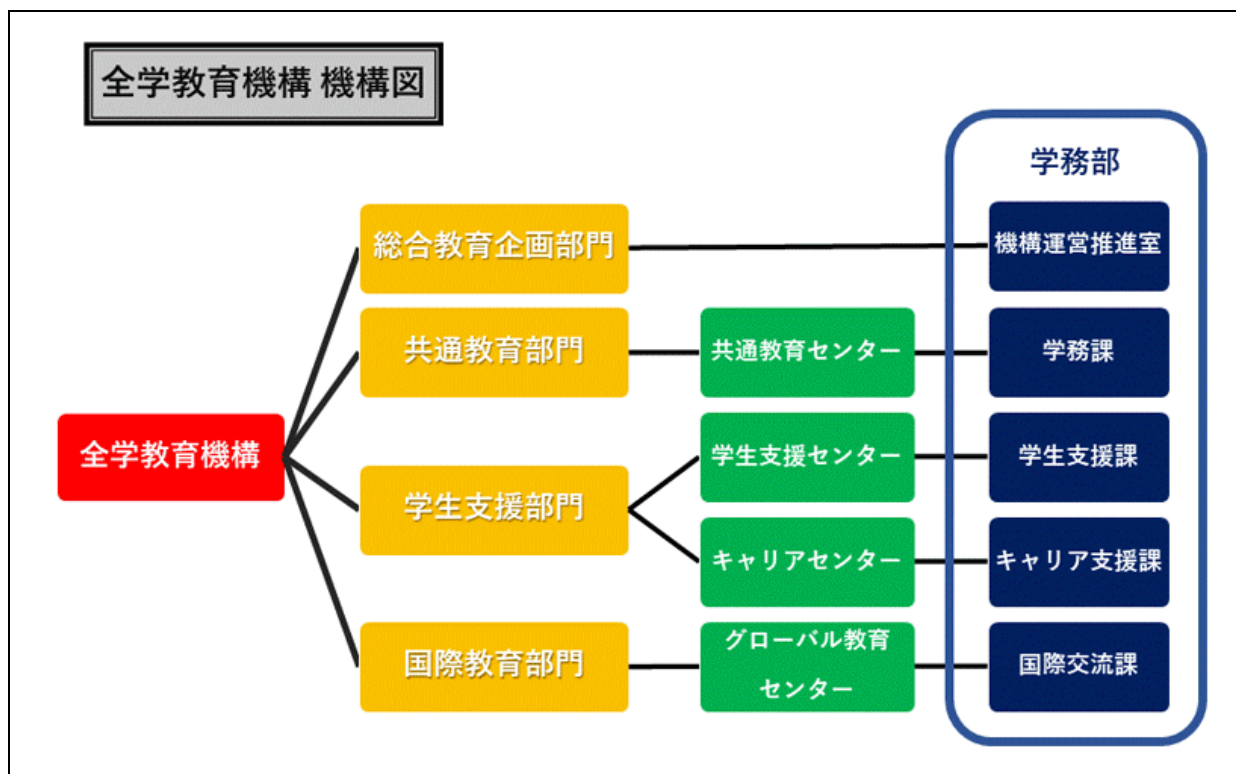 全学教育機構 機構図
学務部
総合教育企画部門
機構運営推進室
共通教育部門
共通教育センター
学務課
全学教育機構
学生支援部門
学生支援センター
学生支援課
キャリアセンター
キャリア支援課
国際教育部門
グローバル教育
センター
国際交流課